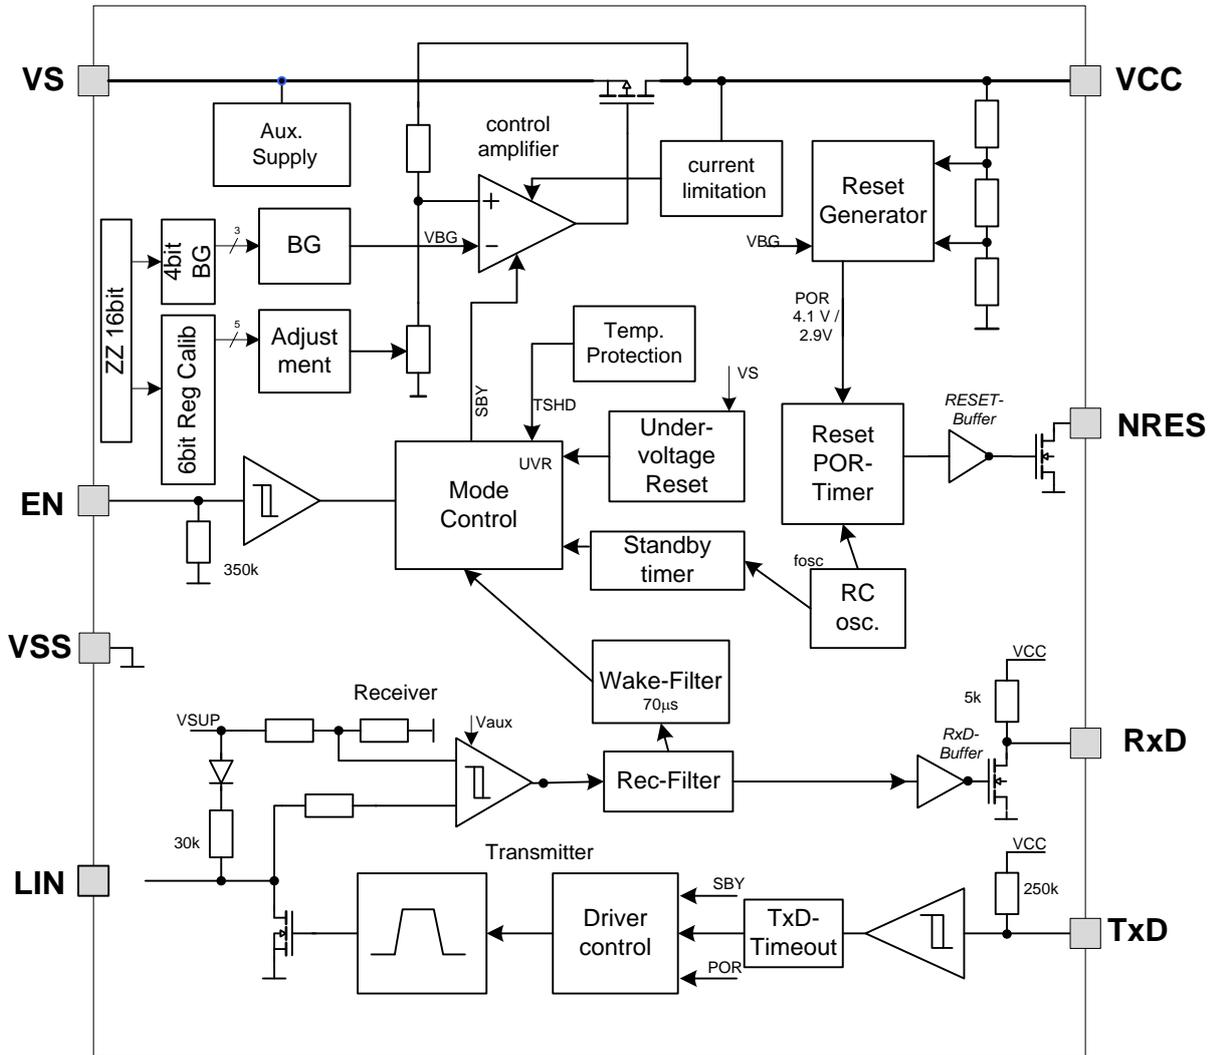 VS
VCC
Aux.
Supply
control
amplifier
current
limitation
Reset
Generator
ZZ 16bit
4bit
BG
3
BG
VBG
+
−
VBG
6bit Reg Calib
5
Adjust
ment
SBY
Temp.
Protection
TSHD
VS
POR
4.1 V /
2.9V
UVR
Mode
Control
Under-
voltage
Reset
Reset
POR-
Timer
RESET-
Buffer
NRES
EN
350k
Standby
timer
fosc
RC
osc.
VSS
Wake-Filter
70µs
Receiver
VSUP
Vaux
Rec-Filter
VCC
5k
RxD-
Buffer
RxD
30k
LIN
Transmitter
Driver
control
SBY
POR
TxD-
Timeout
VCC
250k
TxD